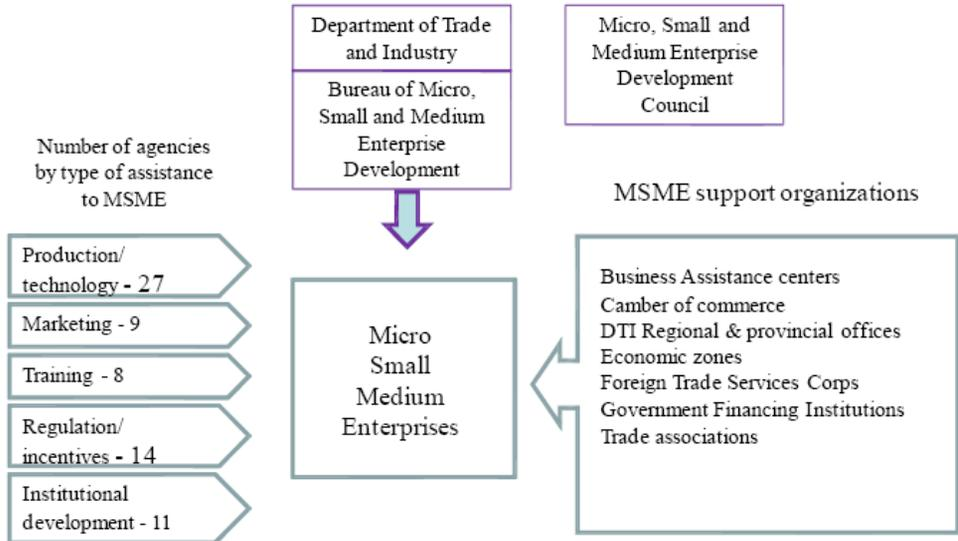 Department of Trade
and Industry
Bureau of Micro,
Small and Medium
Enterprise
Development
Micro, Small and
Medium Enterprise
Development
Council
Number of agencies
by type of assistance
to MSME
Production/
technology - 27
Marketing - 9
Training - 8
Regulation/
incentives - 14
Institutional
development - 11
Micro
Small
Medium
Enterprises
MSME support organizations
Business Assistance centers
Camber of commerce
DTI Regional & provincial offices
Economic zones
Foreign Trade Services Corps
Government Financing Institutions
Trade associations